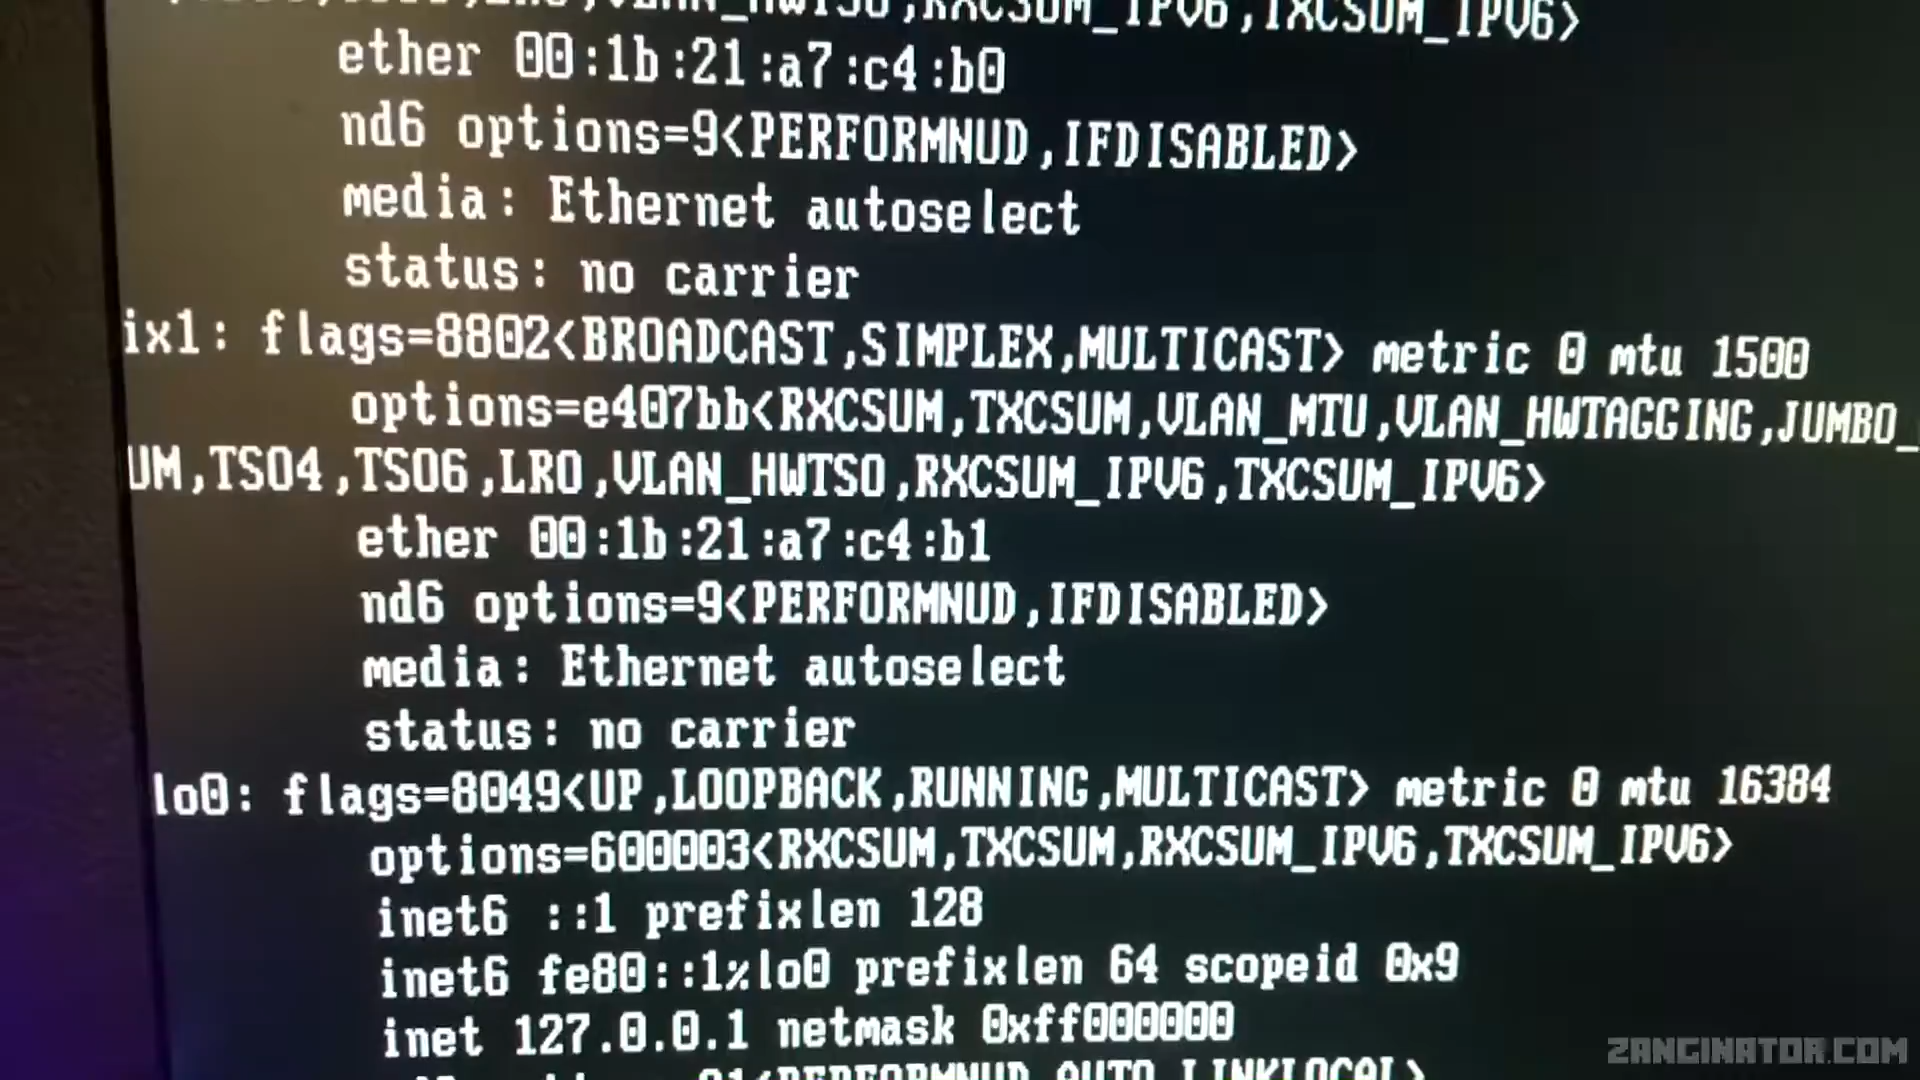 ,VLAN_HWTSO,RXCSUM_IPV6,TXCSUM_IPV6>
ether 00:1b:21:a7:c4:b0
nd6 options=9<PERFORMNUD,IFDISABLED>
media: Ethernet autoselect
status: no carrier
ix1: flags=8802<BROADCAST,SIMPLEX,MULTICAST> metric 0 mtu 1500
options=e407bb<RXCSUM,TXCSUM,VLAN_MTU,VLAN_HWTAGGING,JUMBO_
UM,TSO4,TSO6,LRO,VLAN_HWTSO,RXCSUM_IPV6,TXCSUM_IPV6>
ether 00:1b:21:a7:c4:b1
nd6 options=9<PERFORMNUD,IFDISABLED>
media: Ethernet autoselect
status: no carrier
lo0: flags=8049<UP,LOOPBACK,RUNNING,MULTICAST> metric 0 mtu 16384
options=600003<RXCSUM,TXCSUM,RXCSUM_IPV6,TXCSUM_IPV6>
inet6 ::1 prefixlen 128
inet6 fe80::1%lo0 prefixlen 64 scopeid 0x9
inet 127.0.0.1 netmask 0xff000000
<PERFORMNUD,AUTO_LINKLOCAL>
ZANGINATOR.COM